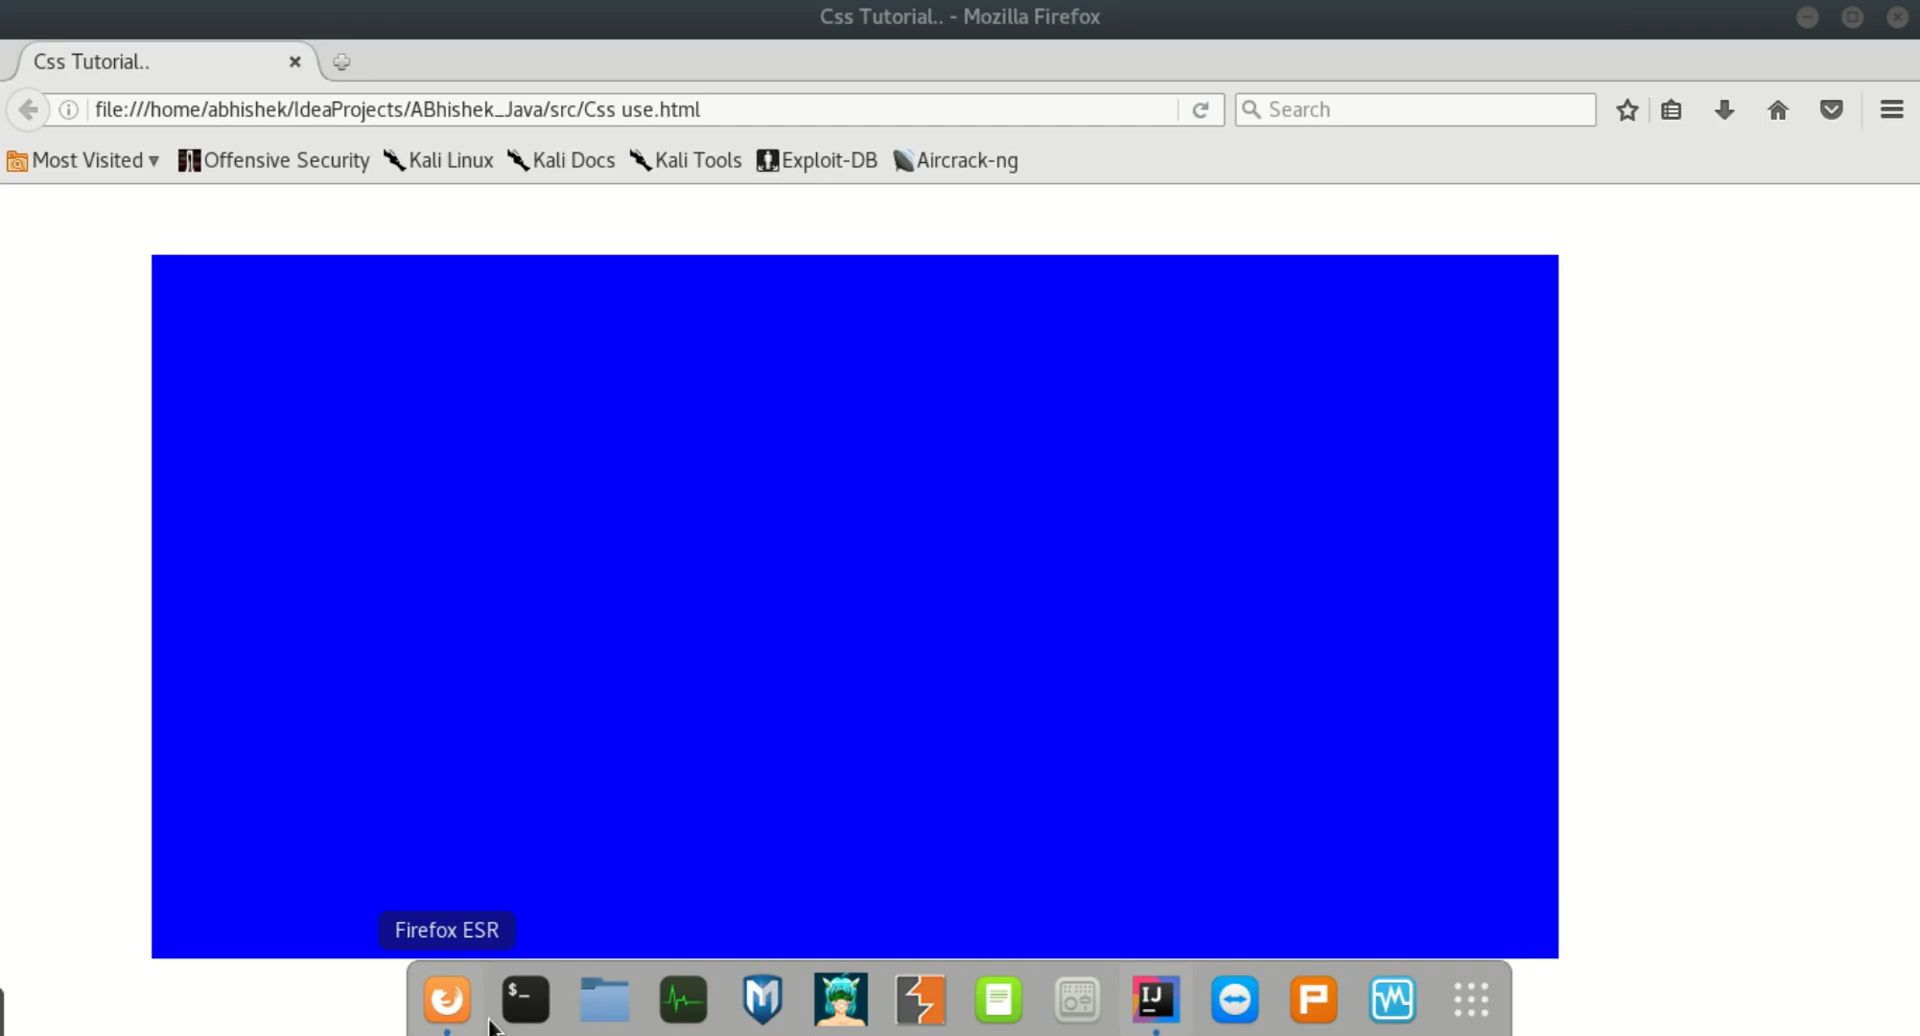 Css Tutorial.. - Mozilla Firefox
Css Tutorial..
file:///home/abhishek/IdeaProjects/ABhishek_Java/src/Css use.html
Search
Most Visited Offensive Security Kali Linux Kali Docs Kali Tools Exploit-DB Aircrack-ng
Firefox ESR
$_
M
IJ
P